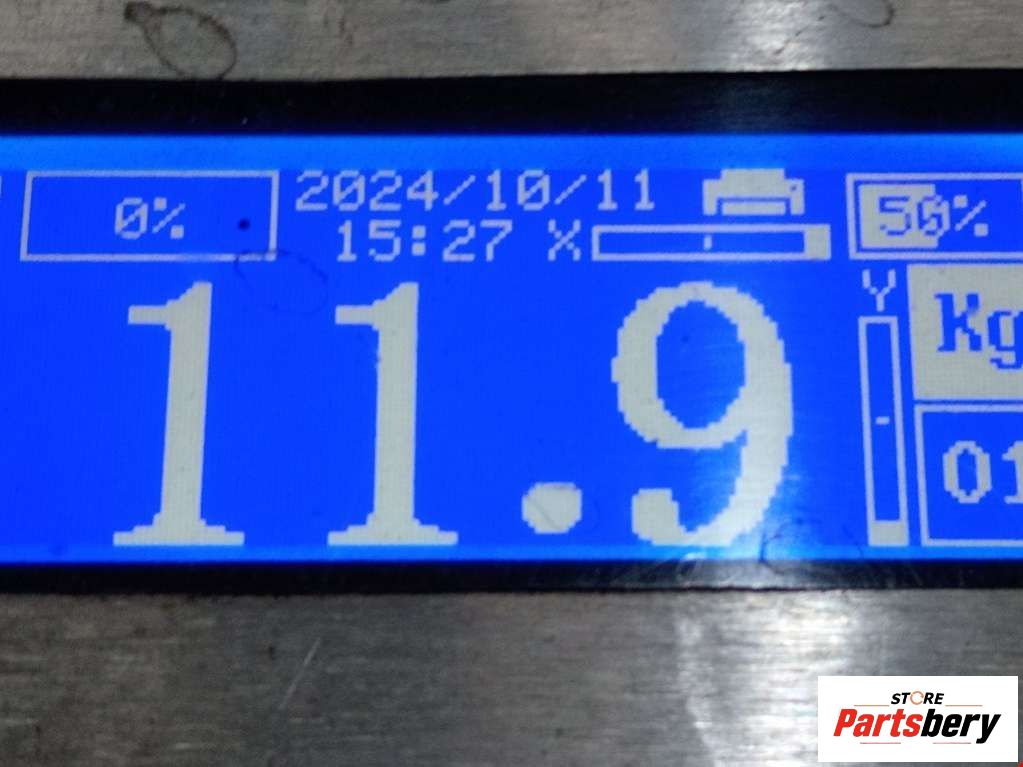 0%
2024/10/11
15:27 X
50%
Y
11.9
Kg
01
STORE
Partsbery